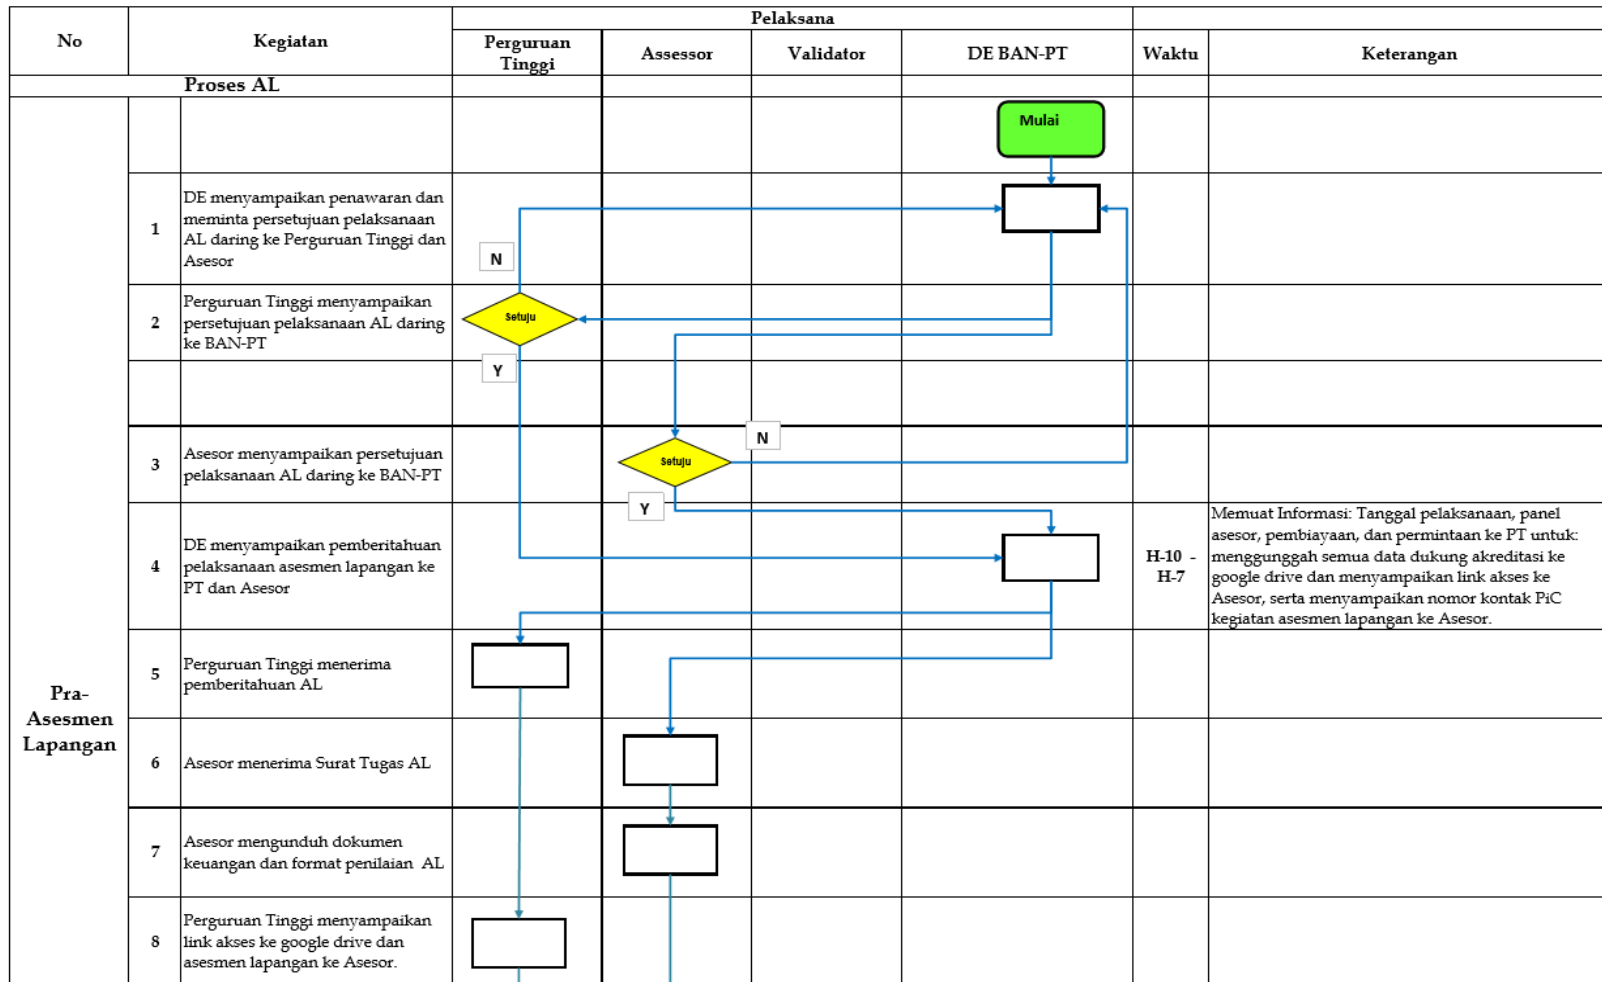 Pelaksana
No
Kegiatan
Perguruan
Tinggi
Assessor
Validator
DE BAN-PT
Waktu
Keterangan
Proses AL
Mulai
1
DE menyampaikan penawaran dan
meminta persetujuan pelaksanaan
AL daring ke Perguruan Tinggi dan
Asesor
N
2
Perguruan Tinggi menyampaikan
persetujuan pelaksanaan AL daring
ke BAN-PT
Setuju
Y
3
Asesor menyampaikan persetujuan
pelaksanaan AL daring ke BAN-PT
Setuju
N
Y
4
DE menyampaikan pemberitahuan
pelaksanaan asesmen lapangan ke
PT dan Asesor
H-10 -
H-7
Memuat Informasi: Tanggal pelaksanaan, panel
asesor, pembiayaan, dan permintaan ke PT untuk:
menggunggah semua data dukung akreditasi ke
google drive dan menyampaikan link akses ke
Asesor, serta menyampaikan nomor kontak PiC
kegiatan asesmen lapangan ke Asesor.
Pra-
Asesmen
Lapangan
5
Perguruan Tinggi menerima
pemberitahuan AL
6
Asesor menerima Surat Tugas AL
7
Asesor mengunduh dokumen
keuangan dan format penilaian AL
8
Perguruan Tinggi menyampaikan
link akses ke google drive dan
asesmen lapangan ke Asesor.